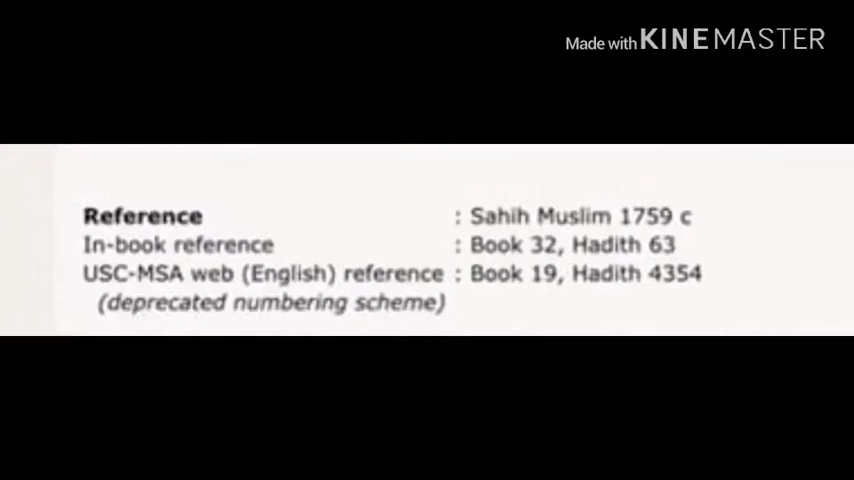 Made with KINEMASTER
Reference : Sahih Muslim 1759 c
In-book reference : Book 32, Hadith 63
USC-MSA web (English) reference : Book 19, Hadith 4354
(deprecated numbering scheme)